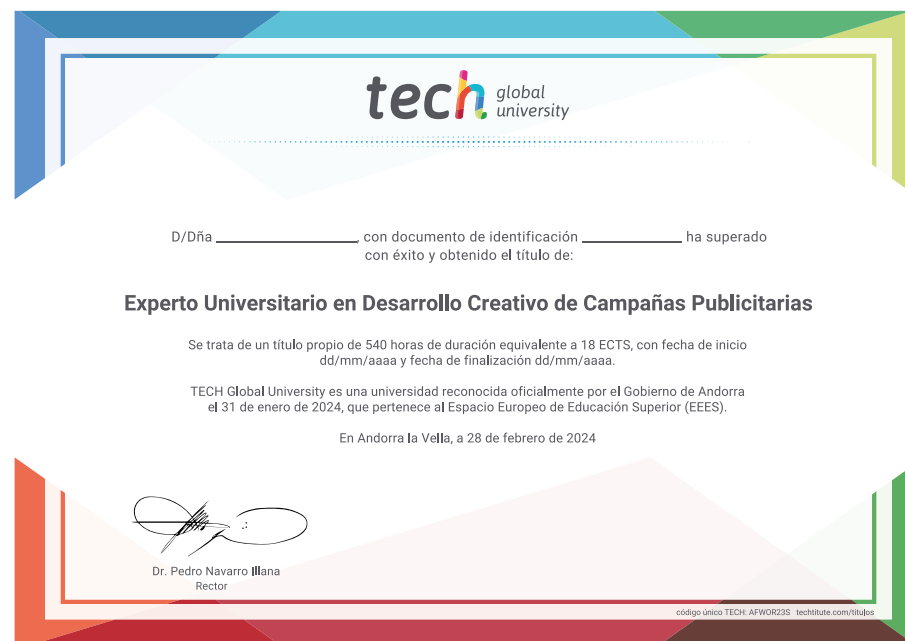 tech global university
D/Dña ____________, con documento de identificación ____________ ha superado
con éxito y obtenido el título de:
Experto Universitario en Desarrollo Creativo de Campañas Publicitarias
Se trata de un título propio de 540 horas de duración equivalente a 18 ECTS, con fecha de inicio
dd/mm/aaaa y fecha de finalización dd/mm/aaaa.
TECH Global University es una universidad reconocida oficialmente por el Gobierno de Andorra
el 31 de enero de 2024, que pertenece al Espacio Europeo de Educación Superior (EEES).
En Andorra la Vella, a 28 de febrero de 2024
Dr. Pedro Navarro Illana
Rector
código único TECH: AFWOR23S techtitute.com/títulos